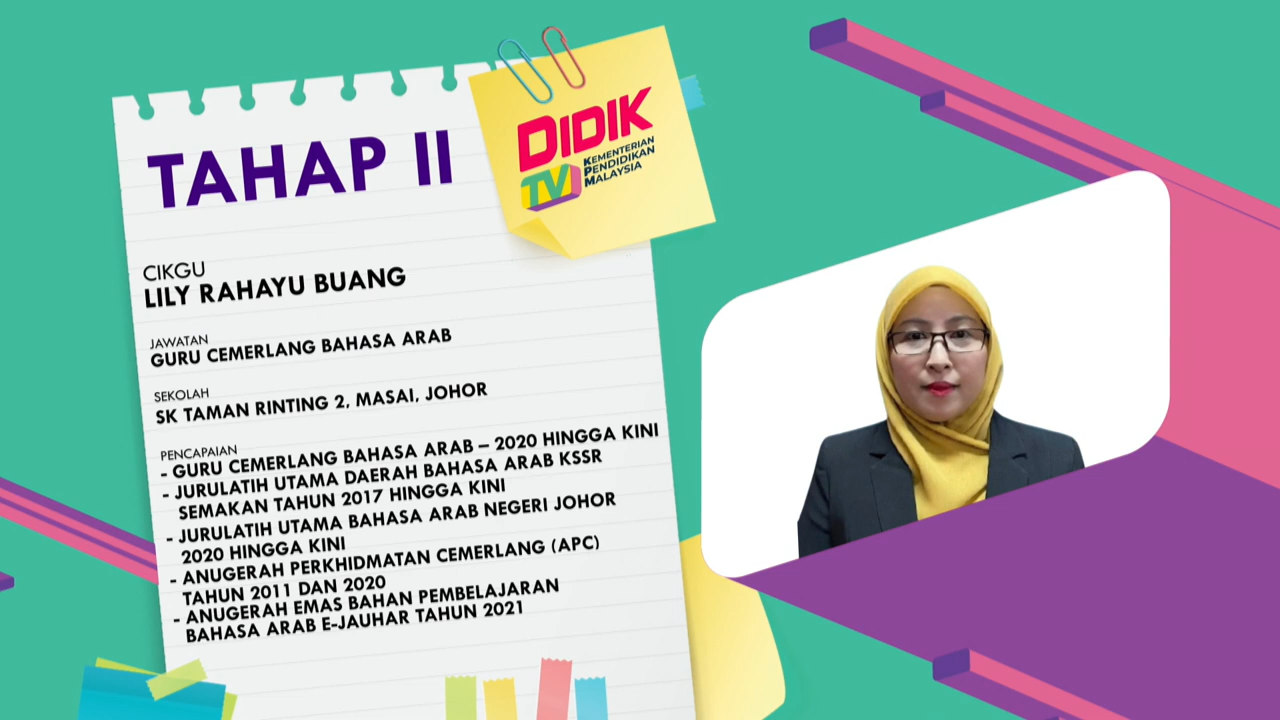 TAHAP II
DIDIK
TV
KEMENTERIAN
PENDIDIKAN
MALAYSIA
CIKGU
LILY RAHAYU BUANG
JAWATAN
GURU CEMERLANG BAHASA ARAB
SEKOLAH
SK TAMAN RINTING 2, MASAI, JOHOR
PENCAPAIAN
- GURU CEMERLANG BAHASA ARAB – 2020 HINGGA KINI
- JURULATIH UTAMA DAERAH BAHASA ARAB KSSR
SEMAKAN TAHUN 2017 HINGGA KINI
- JURULATIH UTAMA BAHASA ARAB NEGERI JOHOR
2020 HINGGA KINI
- ANUGERAH PERKHIDMATAN CEMERLANG (APC)
TAHUN 2011 DAN 2020
- ANUGERAH EMAS BAHAN PEMBELAJARAN
BAHASA ARAB E-JAUHAR TAHUN 2021